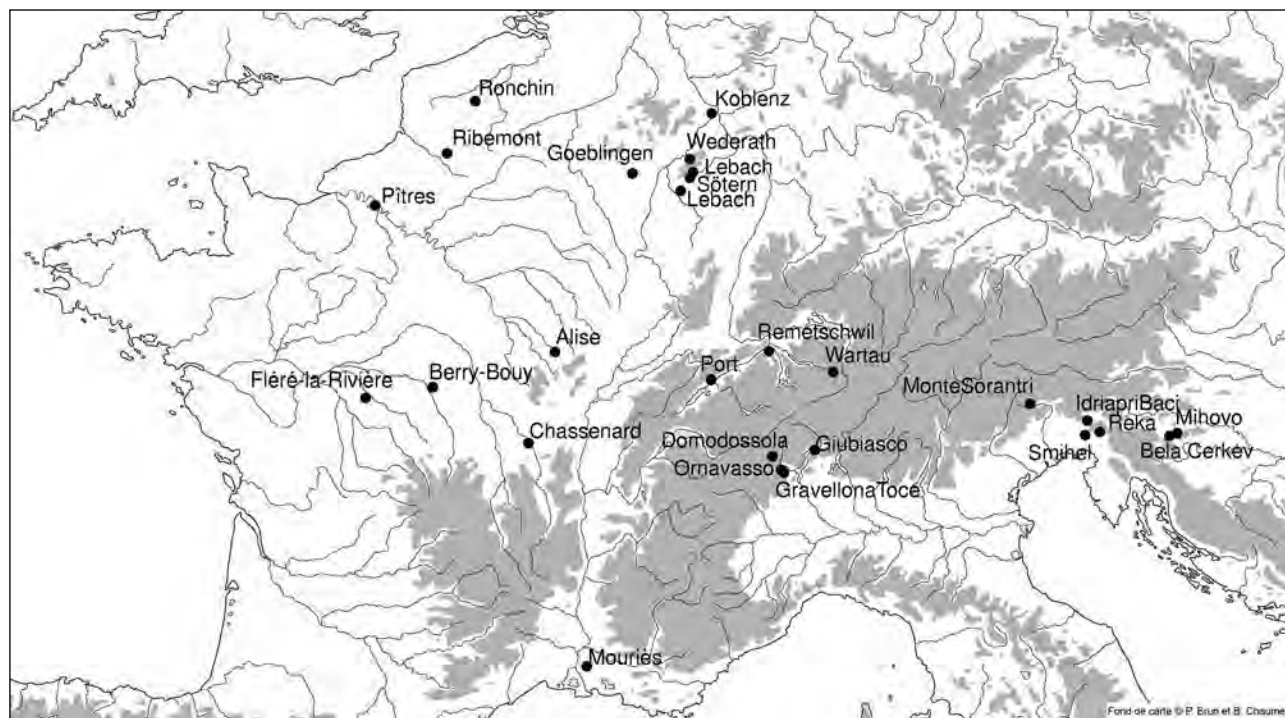 Ronchin
Koblenz
Ribemont
Wederath
Goeblingen
Lebach
Sötern
Lebach
Pîtres
Remetschwil
Alise
Wartau
Port
Fléré-la-Rivière
Berry-Bouy
MonteSorantri
IdriapriBaci
Mihovo
Reka
Chassenard
Domodossola
Giubiasco
Smihel
Bela Cerkev
Ornavasso
GravellonaToce
Mouriès
Fond de carte © P. Brun et B. Chaume